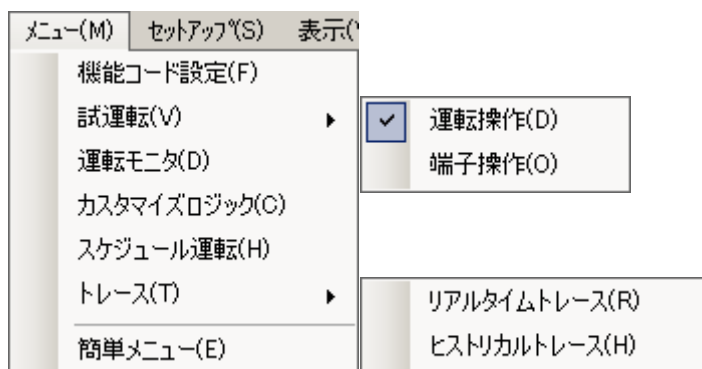 メニュー(M) セットアップ(S) 表示(
機能コード設定(F)
試運転(V)
運転モニタ(D)
カスタマイズロジック(C)
スケジュール運転(H)
トレース(T)
簡単メニュー(E)
運転操作(D)
端子操作(O)
リアルタイムトレース(R)
ヒストリカルトレース(H)